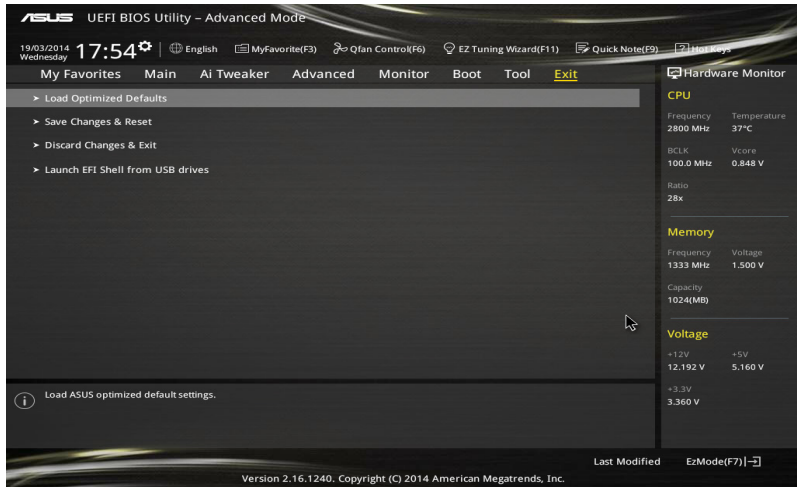 ASUS UEFI BIOS Utility – Advanced Mode
19/03/2014
Wednesday
17:54
English
MyFavorite(F3)
Qfan Control(F6)
EZ Tuning Wizard(F11)
Quick Note(F9)
? Hot Keys
My Favorites Main Ai Tweaker Advanced Monitor Boot Tool Exit
Hardware Monitor
> Load Optimized Defaults
> Save Changes & Reset
> Discard Changes & Exit
> Launch EFI Shell from USB drives
CPU
Frequency Temperature
2800 MHz 37°C
BCLK Vcore
100.0 MHz 0.848 V
Ratio
28x
Memory
Frequency Voltage
1333 MHz 1.500 V
Capacity
1024(MB)
Voltage
+12V +5V
12.192 V 5.160 V
+3.3V
3.360 V
i Load ASUS optimized default settings.
Last Modified EzMode(F7)
Version 2.16.1240. Copyright (C) 2014 American Megatrends, Inc.